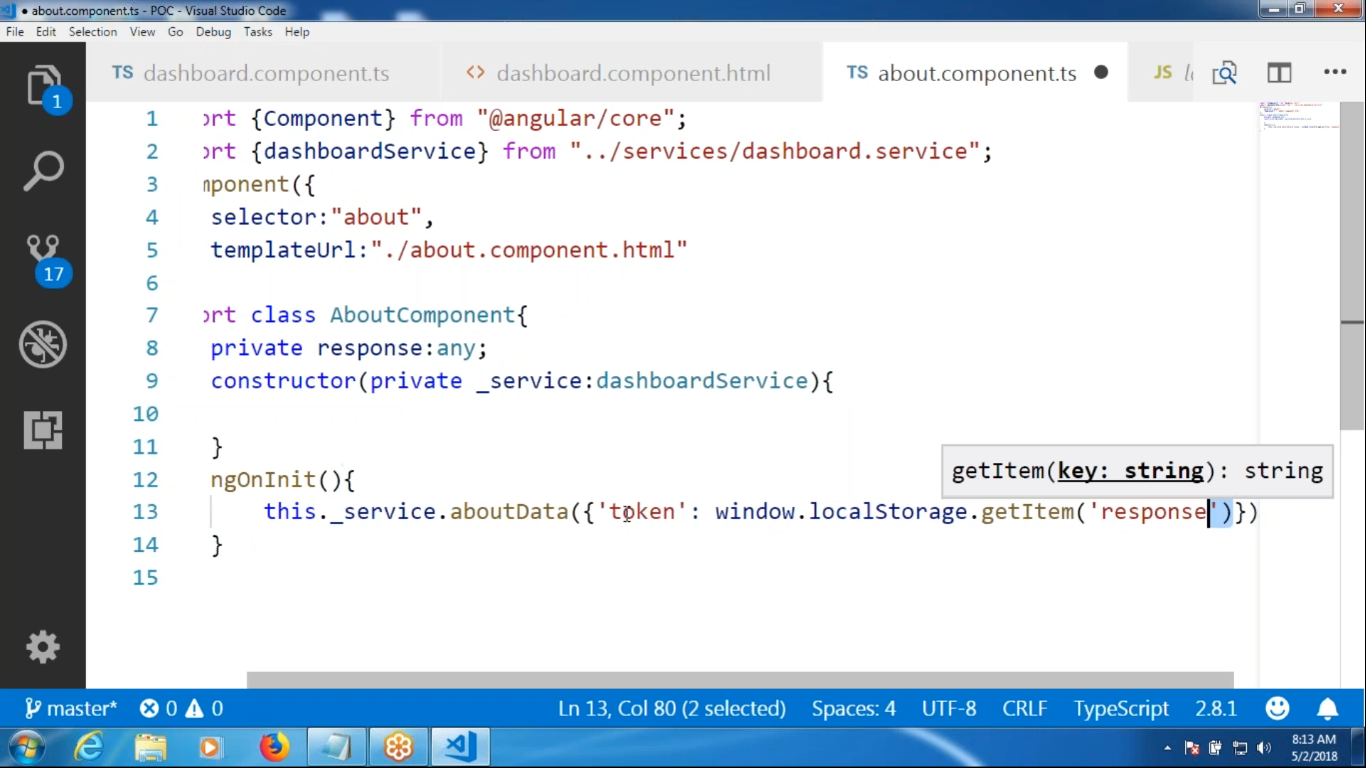 ● about.component.ts - POC - Visual Studio Code
File Edit Selection View Go Debug Tasks Help
TS dashboard.component.ts <> dashboard.component.html TS about.component.ts ● JS
1 ort {Component} from "@angular/core";
2 ort {dashboardService} from "../services/dashboard.service";
3 mponent({
4 selector:"about",
5 templateUrl:"./about.component.html"
6
7 ort class AboutComponent{
8 private response:any;
9 constructor(private _service:dashboardService){
10
11 }
getItem(key: string): string
12 ngOnInit(){
13 this._service.aboutData({'token': window.localStorage.getItem('response')})
14 }
15
1
17
master* 0 0 Ln 13, Col 80 (2 selected) Spaces: 4 UTF-8 CRLF TypeScript 2.8.1
8:13 AM
5/2/2018